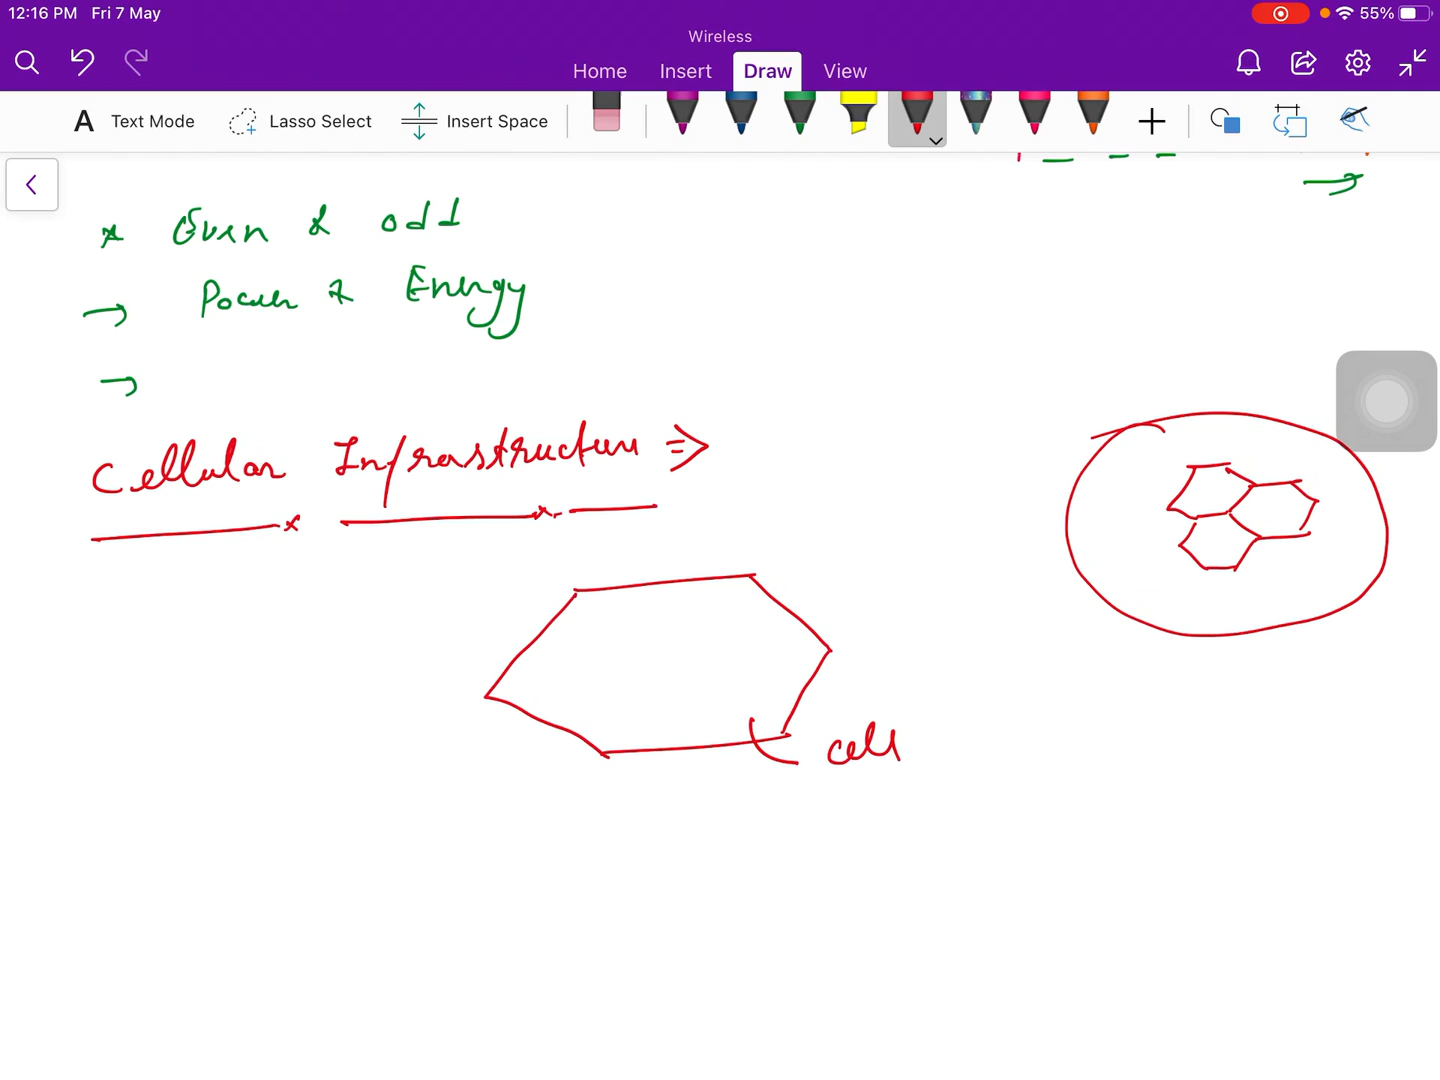 12:16 PM Fri 7 May
55%
Wireless
Home Insert Draw View
A Text Mode Lasso Select Insert Space
Even & odd
→ Power & Energy
→
Cellular Infrastructure ⇒
cell